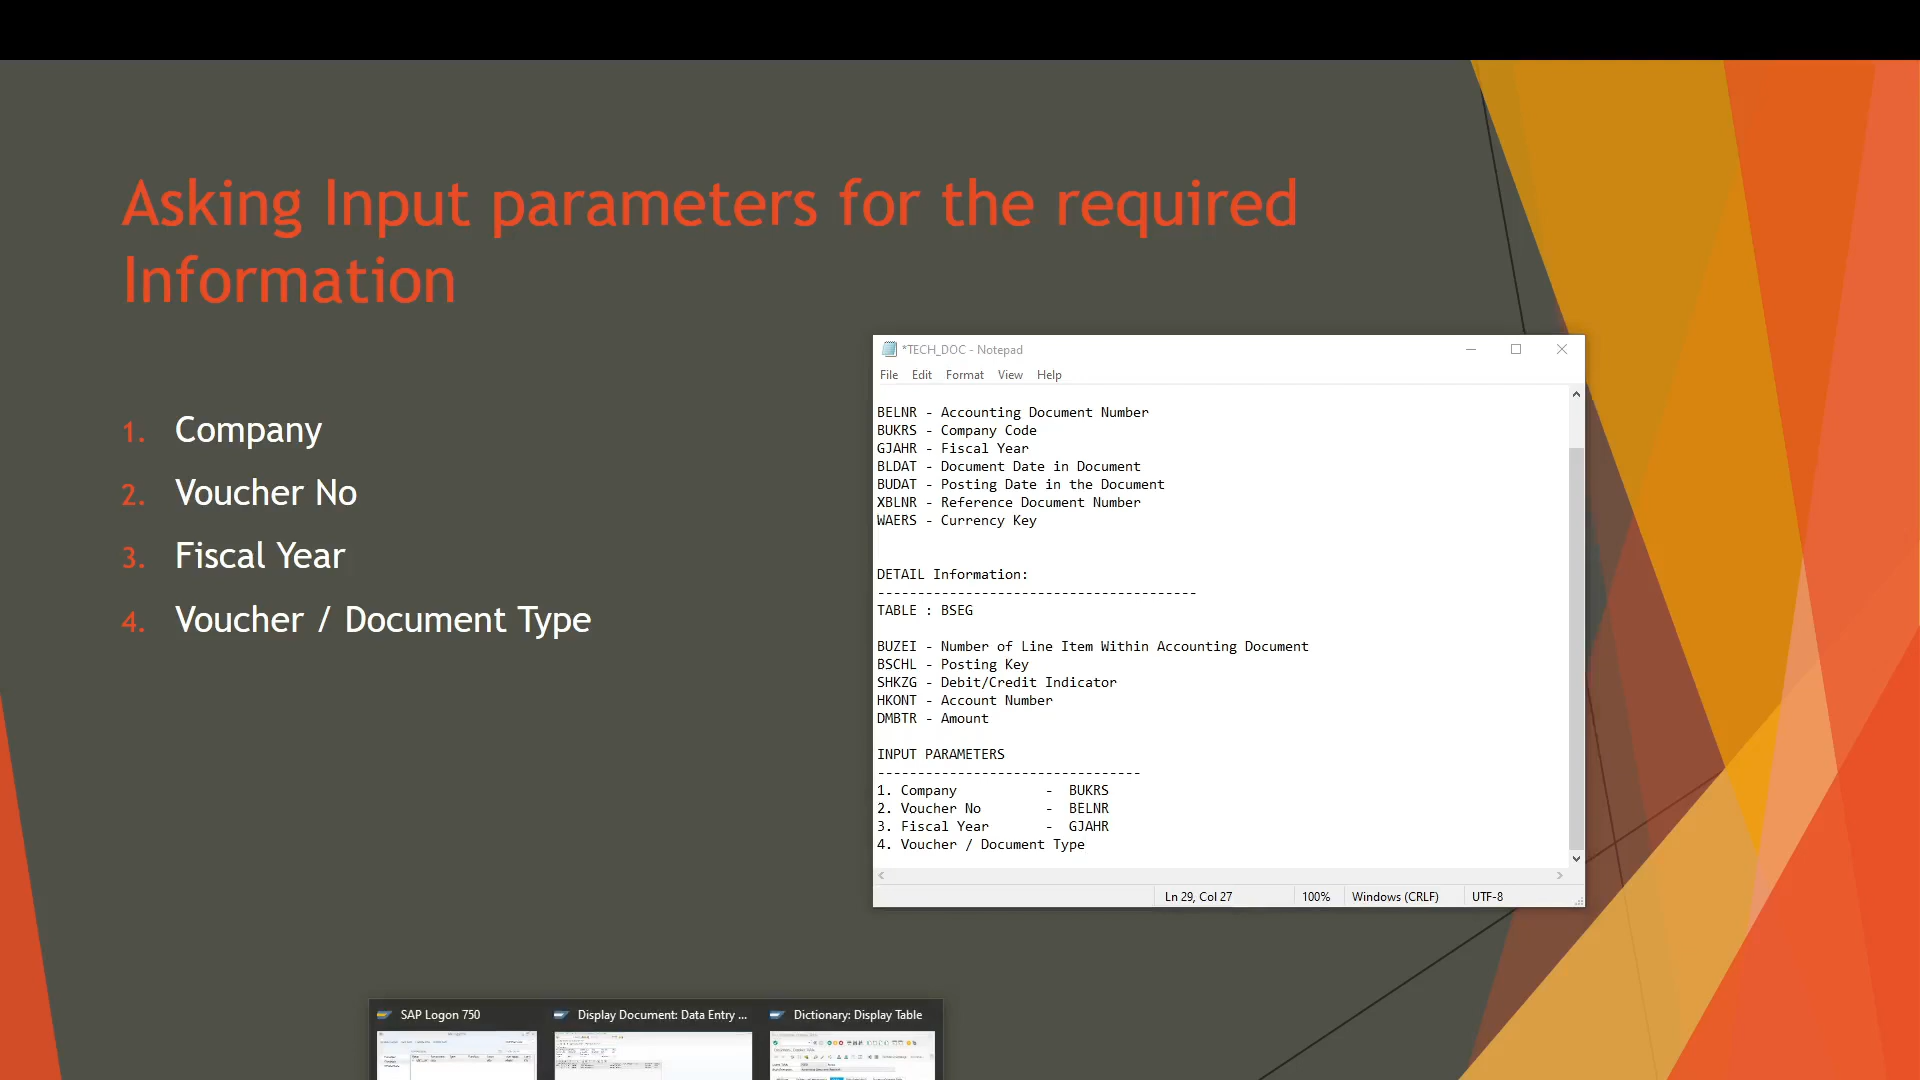 Asking Input parameters for the required
Information
1. Company
2. Voucher No
3. Fiscal Year
4. Voucher / Document Type
*TECH_DOC - Notepad
File Edit Format View Help
BELNR - Accounting Document Number
BUKRS - Company Code
GJAHR - Fiscal Year
BLDAT - Document Date in Document
BUDAT - Posting Date in the Document
XBLNR - Reference Document Number
WAERS - Currency Key
DETAIL Information:
----------------------------------------
TABLE : BSEG
BUZEI - Number of Line Item Within Accounting Document
BSCHL - Posting Key
SHKZG - Debit/Credit Indicator
HKONT - Account Number
DMBTR - Amount
INPUT PARAMETERS
---------------------------------
1. Company - BUKRS
2. Voucher No - BELNR
3. Fiscal Year - GJAHR
4. Voucher / Document Type
Ln 29, Col 27 100% Windows (CRLF) UTF-8
SAP Logon 750 Display Document: Data Entry ... Dictionary: Display Table